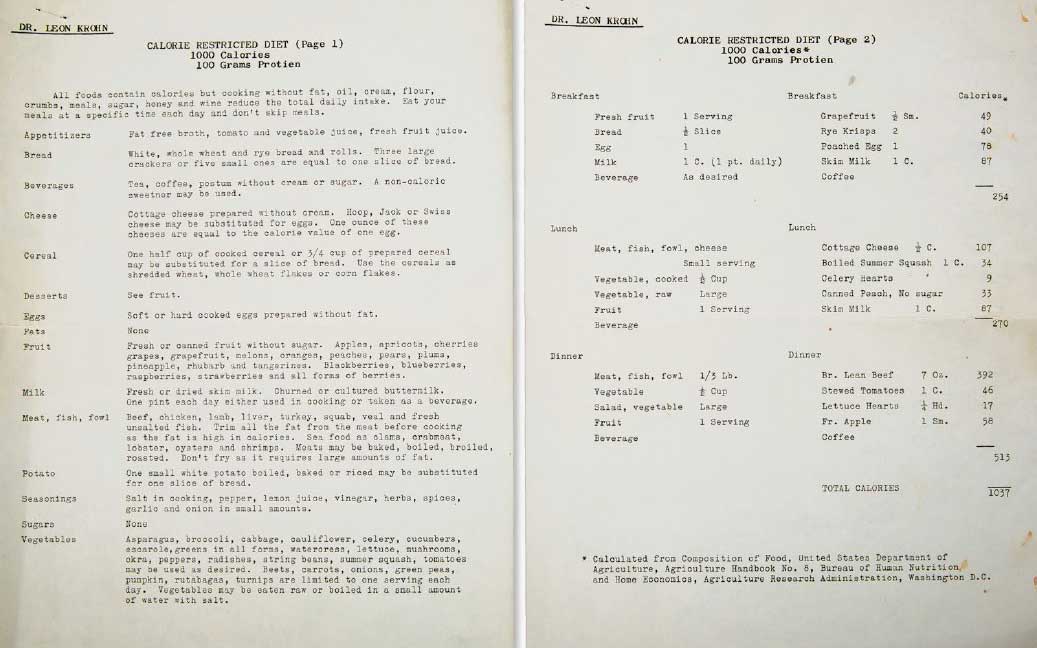 DR. LEON KROHN
CALORIE RESTRICTED DIET (Page 1)
1000 Calories
100 Grams Protien
All foods contain calories but cooking without fat, oil, cream, flour,
crumbs, meals, sugar, honey and wine reduce the total daily intake. Eat your
meals at a specific time each day and don't skip meals.
Appetitizers Fat free broth, tomato and vegetable juice, fresh fruit juice.
Bread White, whole wheat and rye bread and rolls. Three large
crackers or five small ones are equal to one slice of bread.
Beverages Tea, coffee, postum without cream or sugar. A non-caloric
sweetner may be used.
Cheese Cottage cheese prepared without cream. Hoop, Jack or Swiss
cheese may be substituted for eggs. One ounce of these
cheeses are equal to the calorie value of one egg.
Cereal One half cup of cooked cereal or 3/4 cup of prepared cereal
may be substituted for a slice of bread. Use the cereals as
shredded wheat, whole wheat flakes or corn flakes.
Desserts See fruit.
Eggs Soft or hard cooked eggs prepared without fat.
Fats None
Fruit Fresh or canned fruit without sugar. Apples, apricots, cherries
grapes, grapefruit, melons, oranges, peaches, pears, plums,
pineapple, rhubarb and tangerines. Blackberries, blueberries,
raspberries, strawberries and all forms of berries.
Milk Fresh or dried skim milk. Churned or cultured buttermilk.
One pint each day either used in cooking or taken as a beverage.
Meat, fish, fowl Beef, chicken, lamb, liver, turkey, squab, veal and fresh
unsalted fish. Trim all the fat from the meat before cooking
as the fat is high in calories. Sea food as clams, crabmeat,
lobster, oysters and shrimps. Meats may be baked, boiled, broiled,
roasted. Don't fry as it requires large amounts of fat.
Potato One small white potato boiled, baked or riced may be substituted
for one slice of bread.
Seasonings Salt in cooking, pepper, lemon juice, vinegar, herbs, spices,
garlic and onion in small amounts.
Sugars None
Vegetables Asparagus, broccoli, cabbage, cauliflower, celery, cucumbers,
escarole,greens in all forms, watercress, lettuce, mushrooms,
okra, peppers, radishes, string beans, summer squash, tomatoes
may be used as desired. Beets, carrots, onions, green peas,
pumpkin, rutabagas, turnips are limited to one serving each
day. Vegetables may be eaten raw or boiled in a small amount
of water with salt.
DR. LEON KROHN
CALORIE RESTRICTED DIET (Page 2)
1000 Calories*
100 Grams Protien
Breakfast Breakfast Calories*
Fresh fruit 1 Serving Grapefruit ½ Sm. 49
Bread ½ Slice Rye Krisps 2 40
Egg 1 Poached Egg 1 78
Milk 1 C. (1 pt. daily) Skim Milk 1 C. 87
Beverage As desired Coffee
254
Lunch Lunch
Meat, fish, fowl, cheese Cottage Cheese ½ C. 107
Small serving Boiled Summer Squash 1 C. 34
Vegetable, cooked ½ Cup Celery Hearts 9
Vegetable, raw Large Canned Peach, No sugar 33
Fruit 1 Serving Skim Milk 1 C. 87
Beverage 270
Dinner Dinner
Meat, fish, fowl 1/3 Lb. Br. Lean Beef 7 Oz. 392
Vegetable ½ Cup Stewed Tomatoes 1 C. 46
Salad, vegetable Large Lettuce Hearts ¼ Hd. 17
Fruit 1 Serving Fr. Apple 1 Sm. 58
Beverage Coffee
513
TOTAL CALORIES 1037
* Calculated from Composition of Food, United States Department of
Agriculture, Agriculture Handbook No. 8, Bureau of Human Nutrition
and Home Economics, Agriculture Research Administration, Washington D.C.